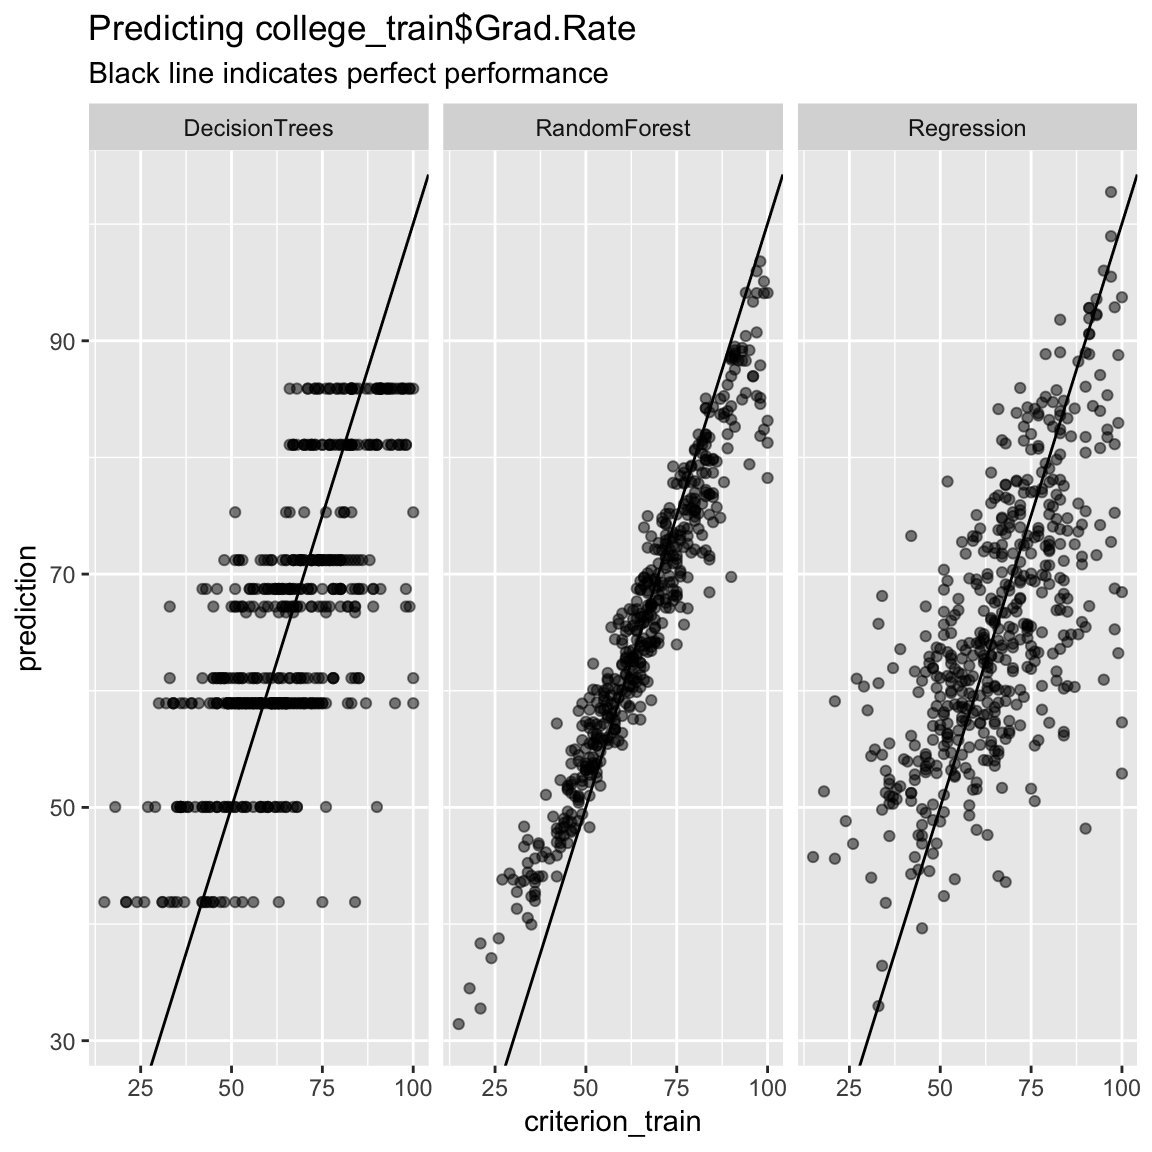 Predicting college_train$Grad.Rate
Black line indicates perfect performance
DecisionTrees RandomForest Regression
90
70
50
30
prediction
25 50 75 100 25 50 75 100 25 50 75 100
criterion_train